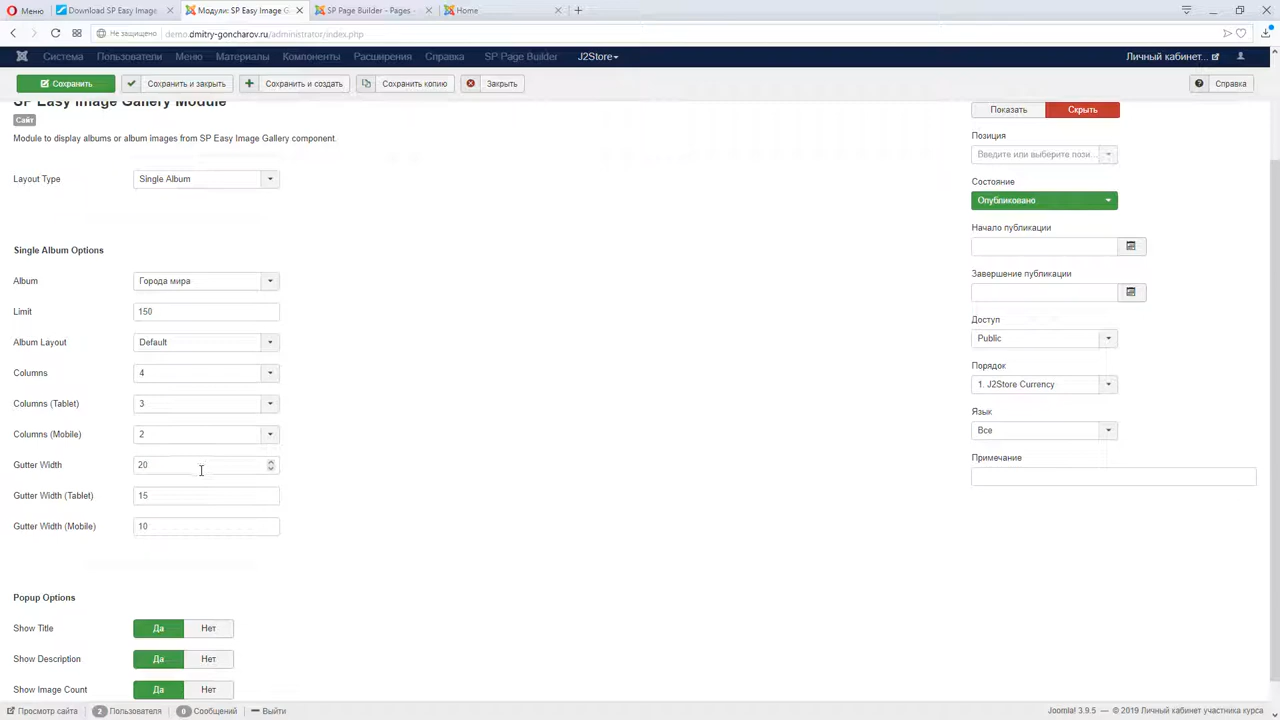 Меню
Download SP Easy Image
Модули: SP Easy Image G
SP Page Builder - Pages -
Home
Не защищено
demo.dmitry-goncharov.ru/administrator/index.php
Система Пользователи Меню Материалы Компоненты Расширения Справка SP Page Builder J2Store
Личный кабинет...
Сохранить
Сохранить и закрыть
Сохранить и создать
Сохранить копию
Закрыть
Справка
SP Easy Image Gallery Module
Сайт
Module to display albums or album images from SP Easy Image Gallery component.
Layout Type Single Album
Single Album Options
Album Города мира
Limit 150
Album Layout Default
Columns 4
Columns (Tablet) 3
Columns (Mobile) 2
Gutter Width 20
Gutter Width (Tablet) 15
Gutter Width (Mobile) 10
Popup Options
Show Title Да Нет
Show Description Да Нет
Show Image Count Да Нет
Показать Скрыть
Позиция
Введите или выберите пози...
Состояние
Опубликовано
Начало публикации
Завершение публикации
Доступ
Public
Порядок
1. J2Store Currency
Язык
Все
Примечание
Просмотр сайта 2 Пользователя 0 Сообщений Выйти
Joomla! 3.9.5 — © 2019 Личный кабинет участника курса